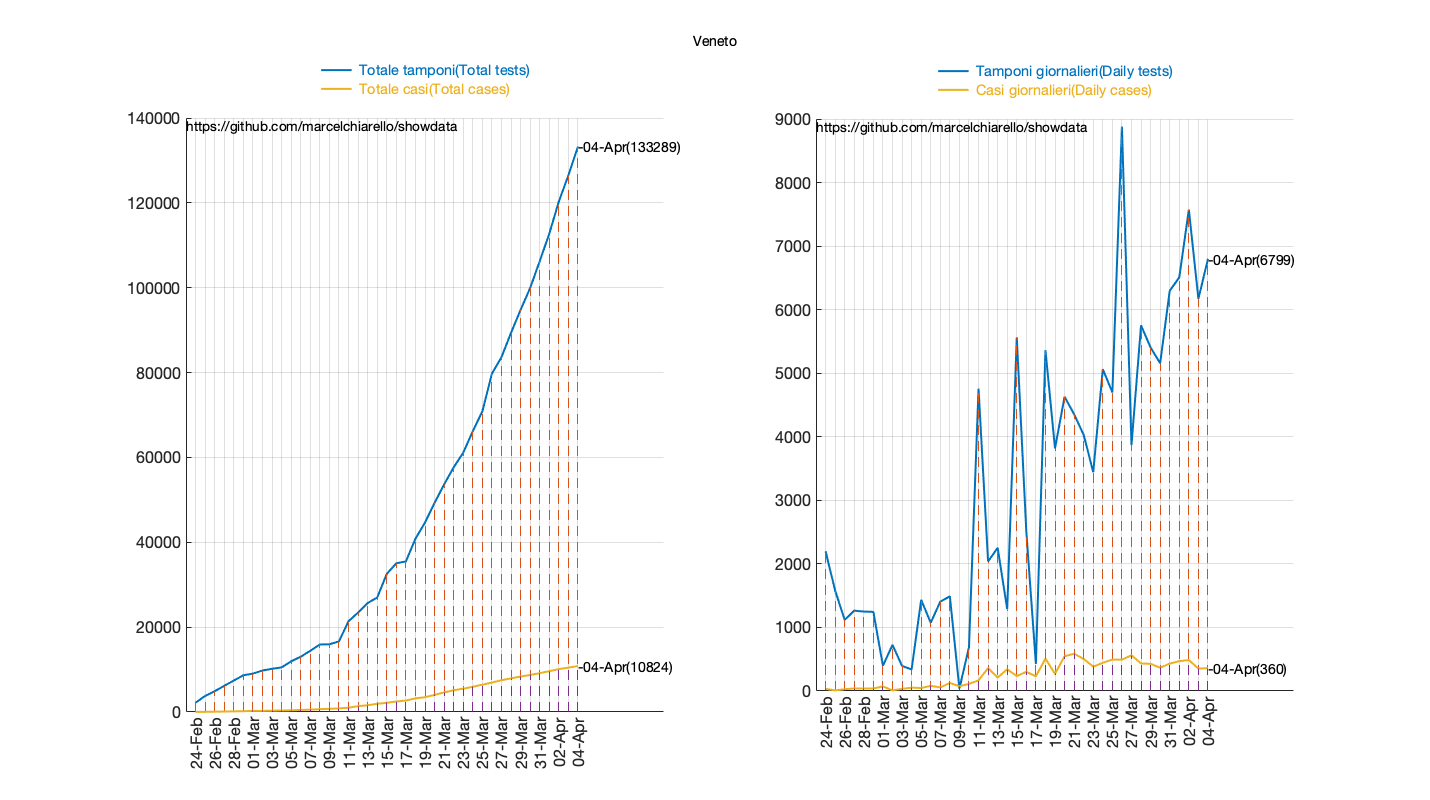 Veneto
Totale tamponi(Total tests)
Totale casi(Total cases)
140000
120000
100000
80000
60000
40000
20000
0
https://github.com/marcelchiarello/showdata
-04-Apr(133289)
-04-Apr(10824)
24-Feb
26-Feb
28-Feb
01-Mar
03-Mar
05-Mar
07-Mar
09-Mar
11-Mar
13-Mar
15-Mar
17-Mar
19-Mar
21-Mar
23-Mar
25-Mar
27-Mar
29-Mar
31-Mar
02-Apr
04-Apr
Tamponi giornalieri(Daily tests)
Casi giornalieri(Daily cases)
9000
8000
7000
6000
5000
4000
3000
2000
1000
0
https://github.com/marcelchiarello/showdata
-04-Apr(6799)
-04-Apr(360)
24-Feb
26-Feb
28-Feb
01-Mar
03-Mar
05-Mar
07-Mar
09-Mar
11-Mar
13-Mar
15-Mar
17-Mar
19-Mar
21-Mar
23-Mar
25-Mar
27-Mar
29-Mar
31-Mar
02-Apr
04-Apr